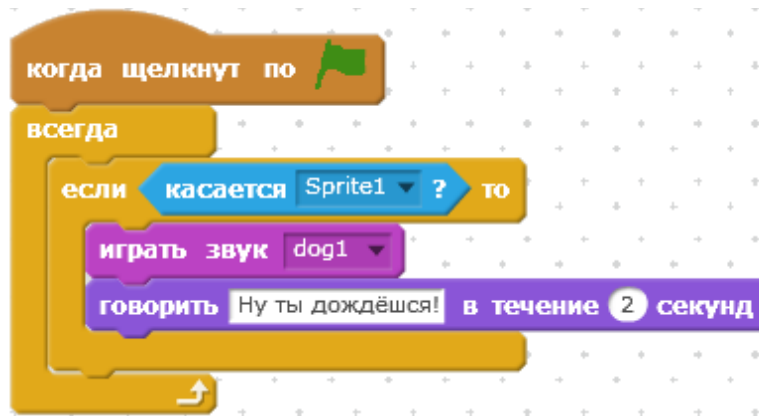 когда щелкнут по
всегда
если касается Sprite1 ? то
играть звук dog1
говорить Ну ты дождёшся! в течение 2 секунд